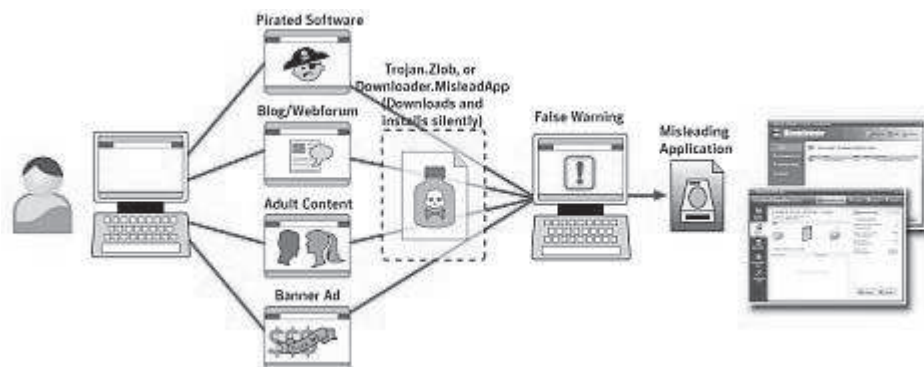 Pirated Software
Trojan.Zlob, or
Downloader.MisleadApp
(Downloads and
installs silently)
Blog/Webforum
False Warning
Misleading
Application
Adult Content
Banner Ad
$$$